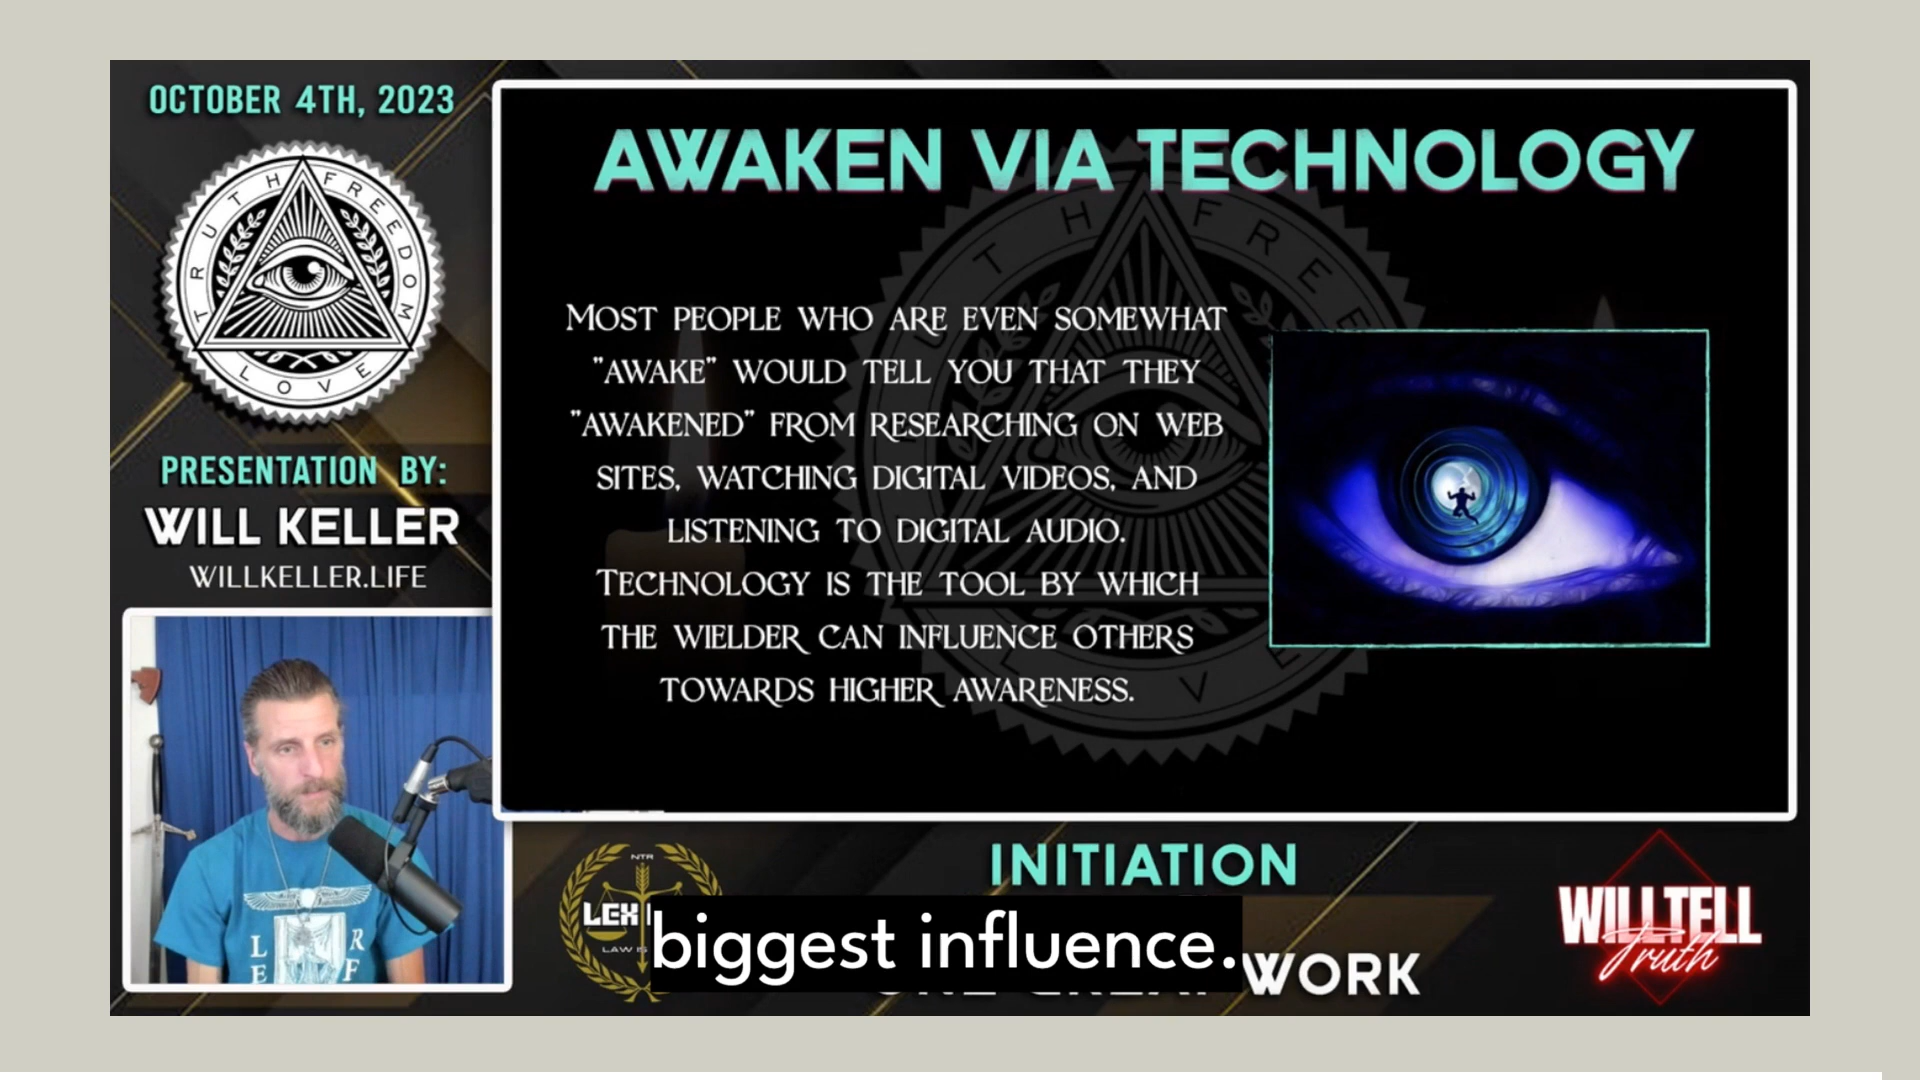 OCTOBER 4TH, 2023
TRUTH FREEDOM
LOVE
PRESENTATION BY:
WILL KELLER
WILLKELLER.LIFE
AWAKEN VIA TECHNOLOGY
MOST PEOPLE WHO ARE EVEN SOMEWHAT
"AWAKE" WOULD TELL YOU THAT THEY
"AWAKENED" FROM RESEARCHING ON WEB
SITES, WATCHING DIGITAL VIDEOS, AND
LISTENING TO DIGITAL AUDIO.
TECHNOLOGY IS THE TOOL BY WHICH
THE WIELDER CAN INFLUENCE OTHERS
TOWARDS HIGHER AWARENESS.
NTR
LEX
LAW
INITIATION
biggest influence.
WORK
WILLTELL
Truth